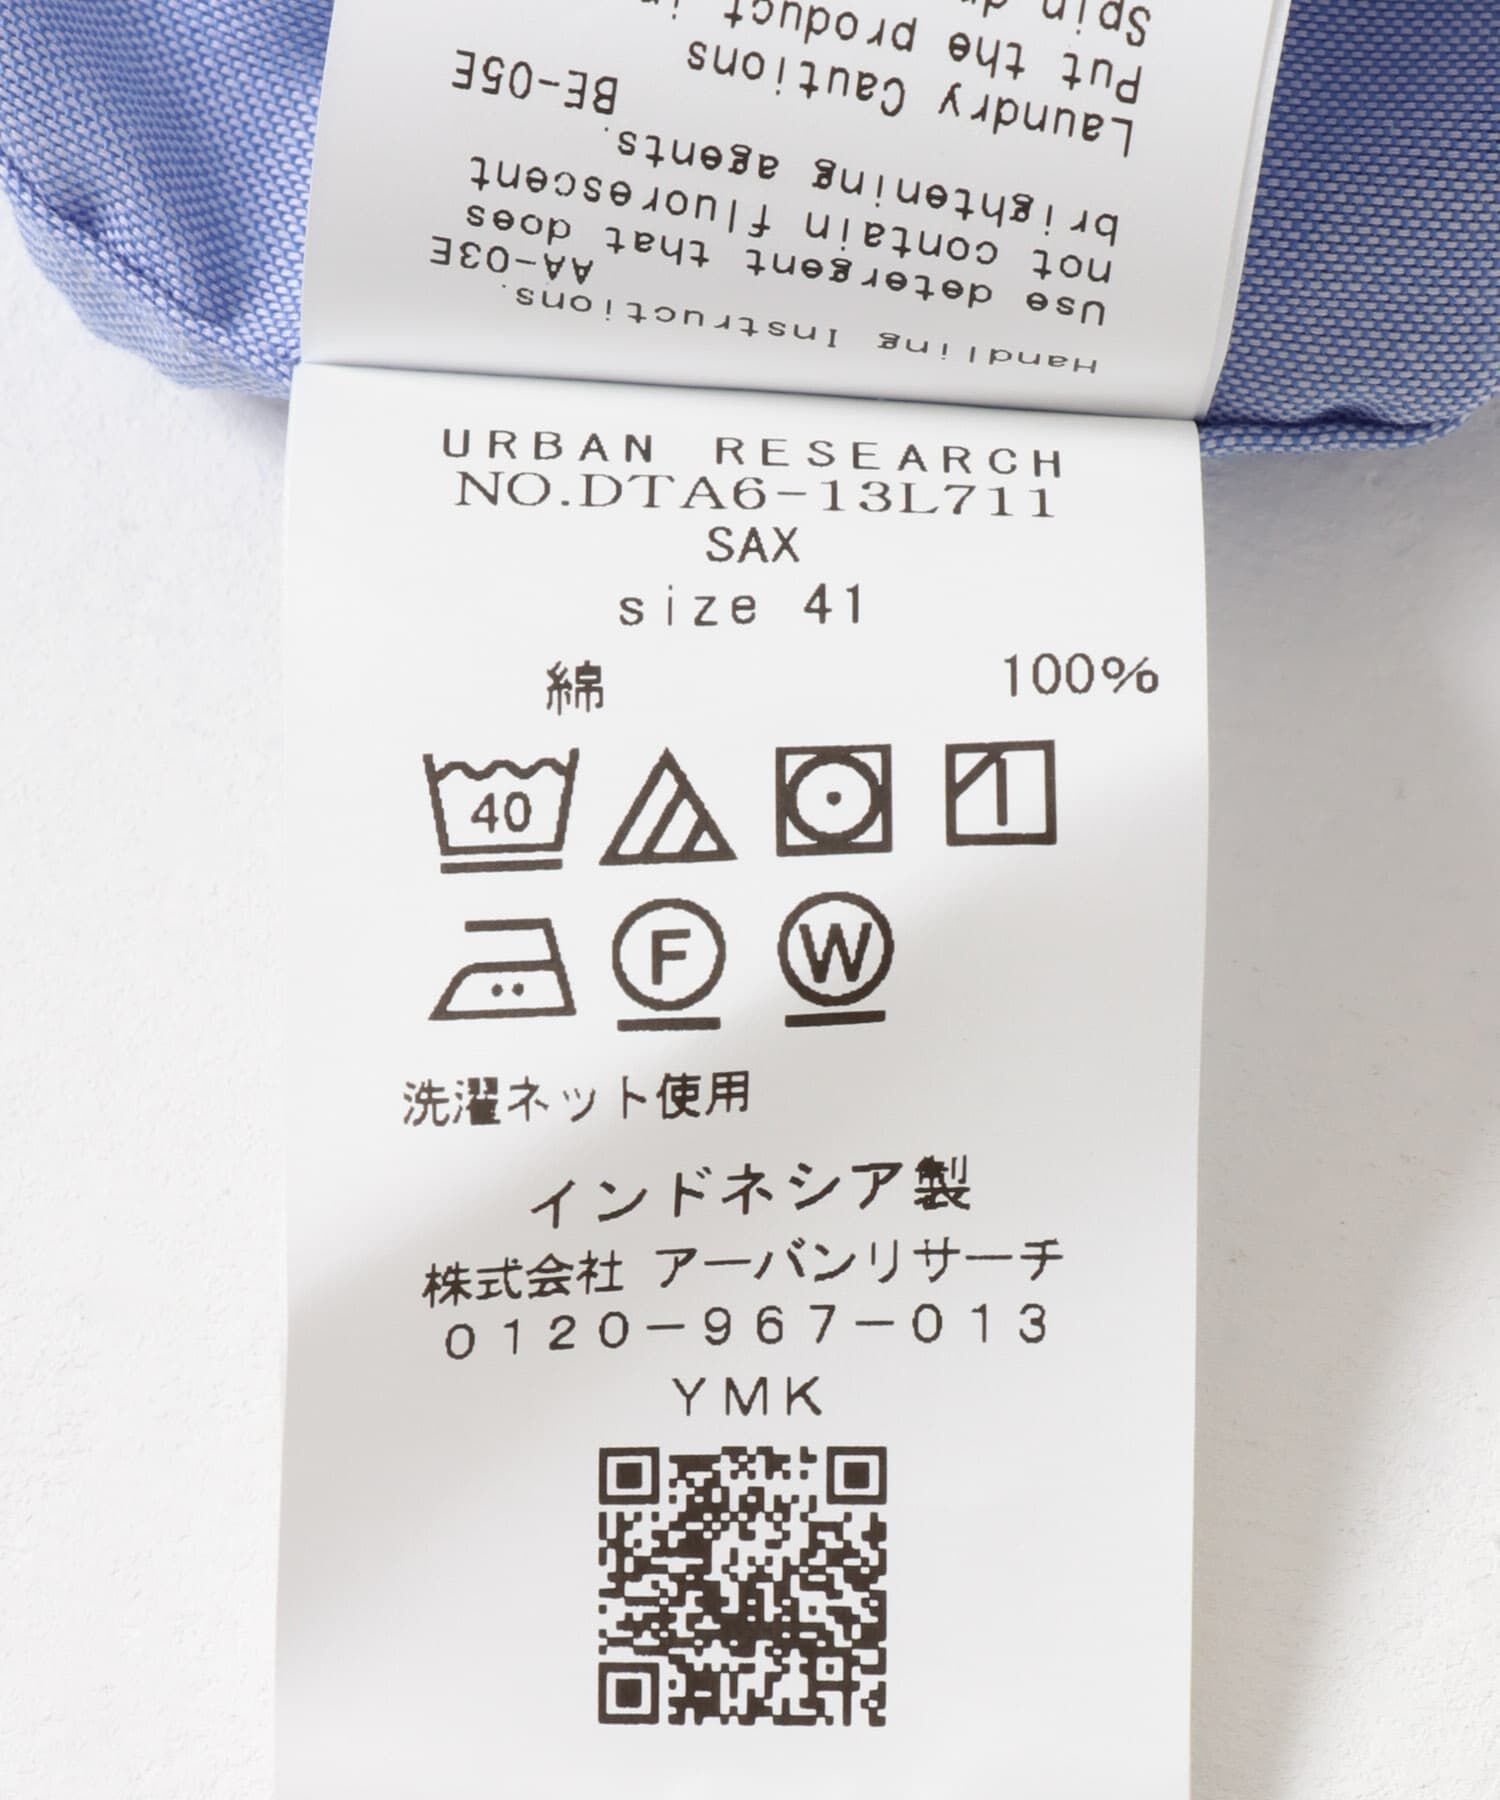 URBAN RESEARCH
NO.DTA6-13L711
SAX
size 41
綿 100%
40
1
F
W
洗濯ネット使用
インドネシア製
株式会社 アーバンリサーチ
0120-967-013
YMK
Handling Instructions.
AA-03E
Use detergent that does
not contain fluorescent
brightening agents.
BE-05E
Laundry Cautions
Put the product
Spin